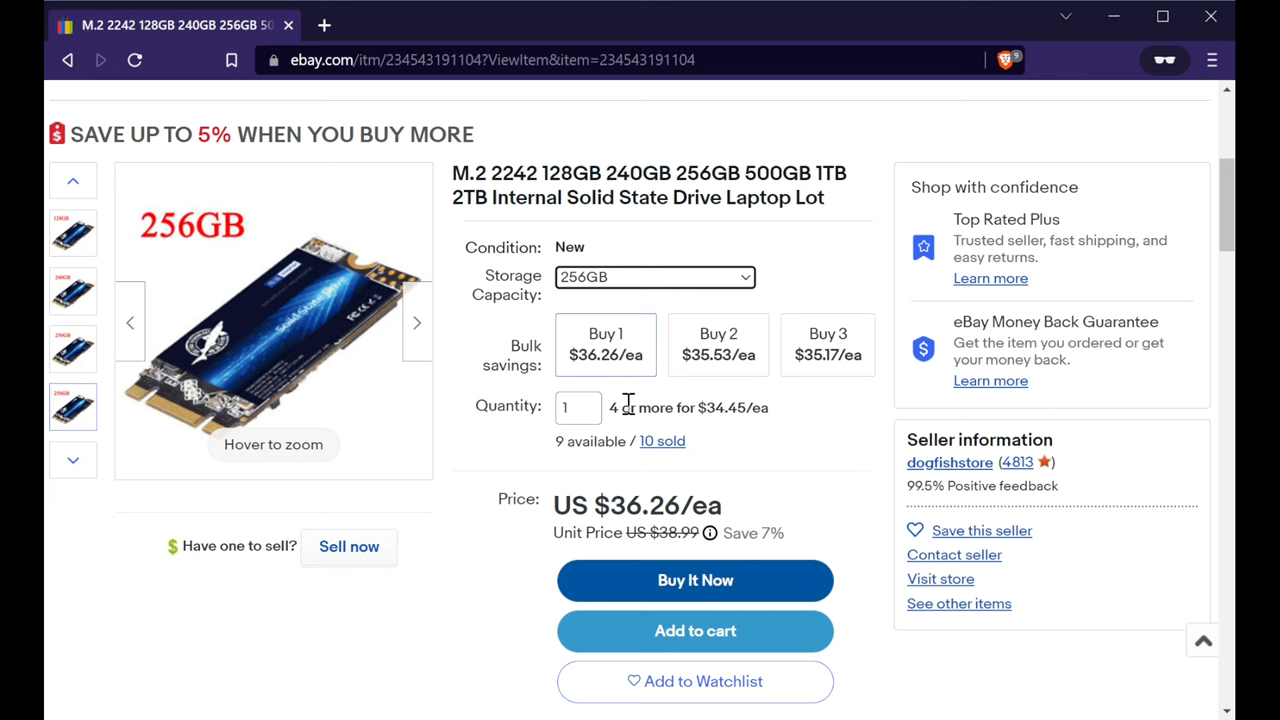 M.2 2242 128GB 240GB 256GB 50
ebay.com/itm/234543191104?ViewItem&item=234543191104
9
SAVE UP TO 5% WHEN YOU BUY MORE
128GB
240GB
256GB
M.2 2242 128GB 240GB 256GB 500GB 1TB
2TB Internal Solid State Drive Laptop Lot
Condition: New
Storage Capacity: 256GB
Bulk savings:
Buy 1
$36.26/ea
Buy 2
$35.53/ea
Buy 3
$35.17/ea
Quantity: 1 4 or more for $34.45/ea
9 available / 10 sold
Hover to zoom
Price: US $36.26/ea
Unit Price US $38.99 Save 7%
Have one to sell? Sell now
Buy It Now
Add to cart
Add to Watchlist
Shop with confidence
Top Rated Plus
Trusted seller, fast shipping, and
easy returns.
Learn more
eBay Money Back Guarantee
Get the item you ordered or get
your money back.
Learn more
Seller information
dogfishstore (4813)
99.5% Positive feedback
Save this seller
Contact seller
Visit store
See other items